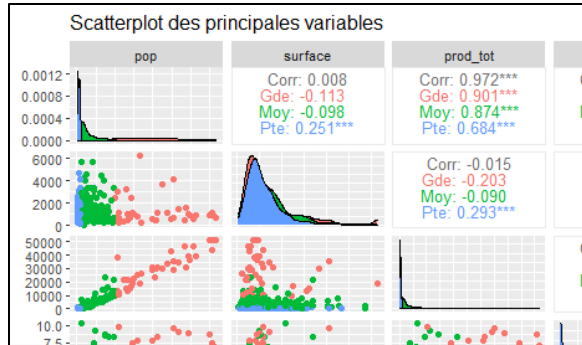 Scatterplot des principales variables
pop surface prod_tot
0.0012
0.0008
0.0004
0.0000
Corr: 0.008
Gde: -0.113
Moy: -0.098
Pte: 0.251***
Corr: 0.972***
Gde: 0.901***
Moy: 0.874***
Pte: 0.684***
6000
4000
2000
0
Corr: -0.015
Gde: -0.203
Moy: -0.090
Pte: 0.293***
50000
40000
30000
20000
10000
0
10.0
7.5